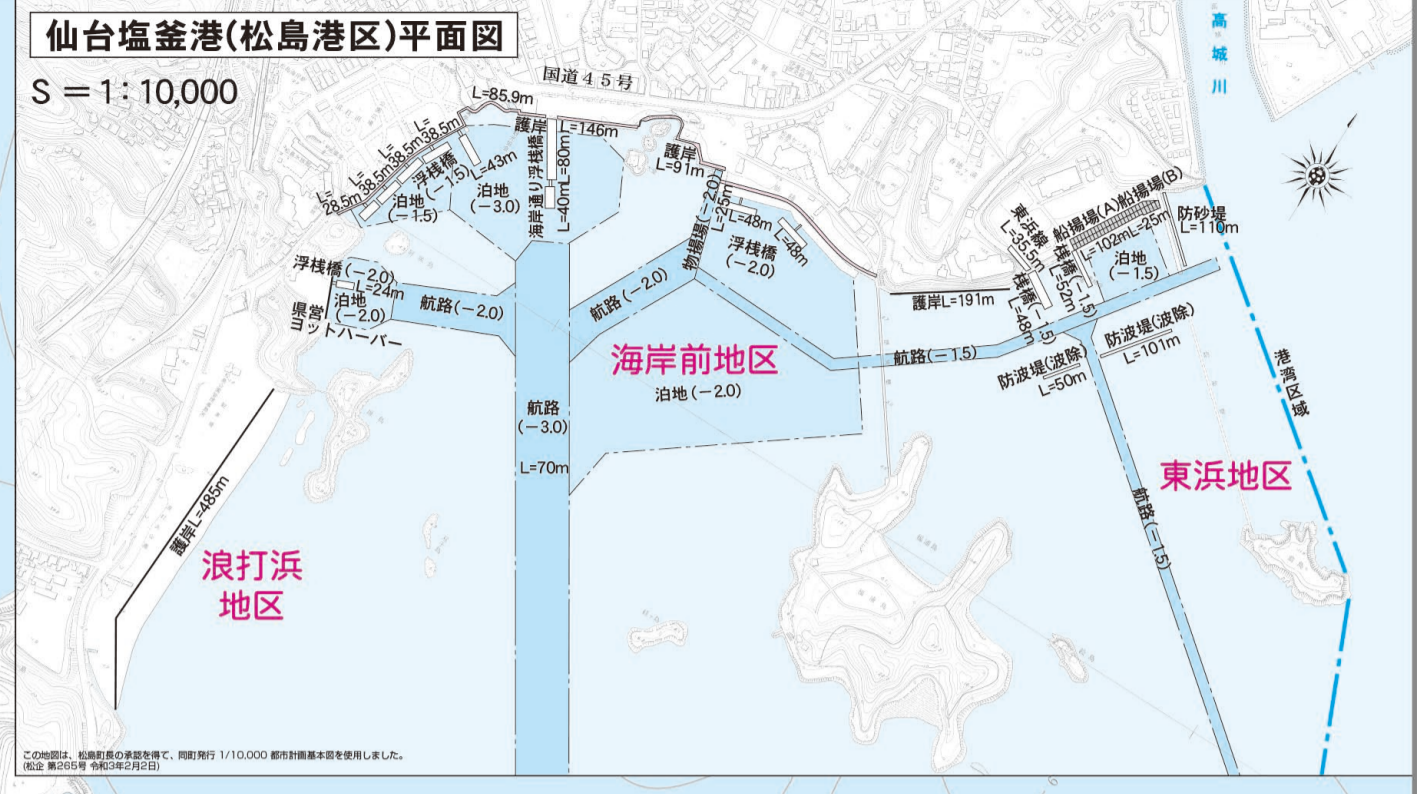 仙台塩釜港(松島港区)平面図
S＝1：10,000
国道45号
高城川
L=85.9m
護岸
L=146m
L=
38.5m
L=
38.5m
L=
38.5m
L=
28.5m
浮桟橋
(−1.5)
L=43m
泊地
(−1.5)
泊地
(−3.0)
海岸通り浮桟橋
L=80m
L=40m
護岸
L=91m
物揚場(−2.0)
L=25m
L=48m
L=48m
浮桟橋
(−2.0)
浮桟橋(−2.0)
L=24m
泊地
(−2.0)
県営
ヨットハーバー
航路(−2.0)
航路(−2.0)
護岸L=191m
東浜線
L=35.5m
桟橋(−1.5)
L=48m
桟橋(−1.5)
L=52m
船揚場(A)
L=102m
船揚場(B)
L=25m
泊地
(−1.5)
防砂堤
L=110m
航路(−1.5)
防波堤(波除)
L=50m
防波堤(波除)
L=101m
港湾区域
海岸前地区
泊地(−2.0)
航路
(−3.0)
L=70m
東浜地区
航路(−1.5)
護岸L=485m
浪打浜
地区
この地図は、松島町長の承認を得て、同町発行 1/10,000 都市計画基本図を使用しました。
(松企 第265号 令和3年2月2日)